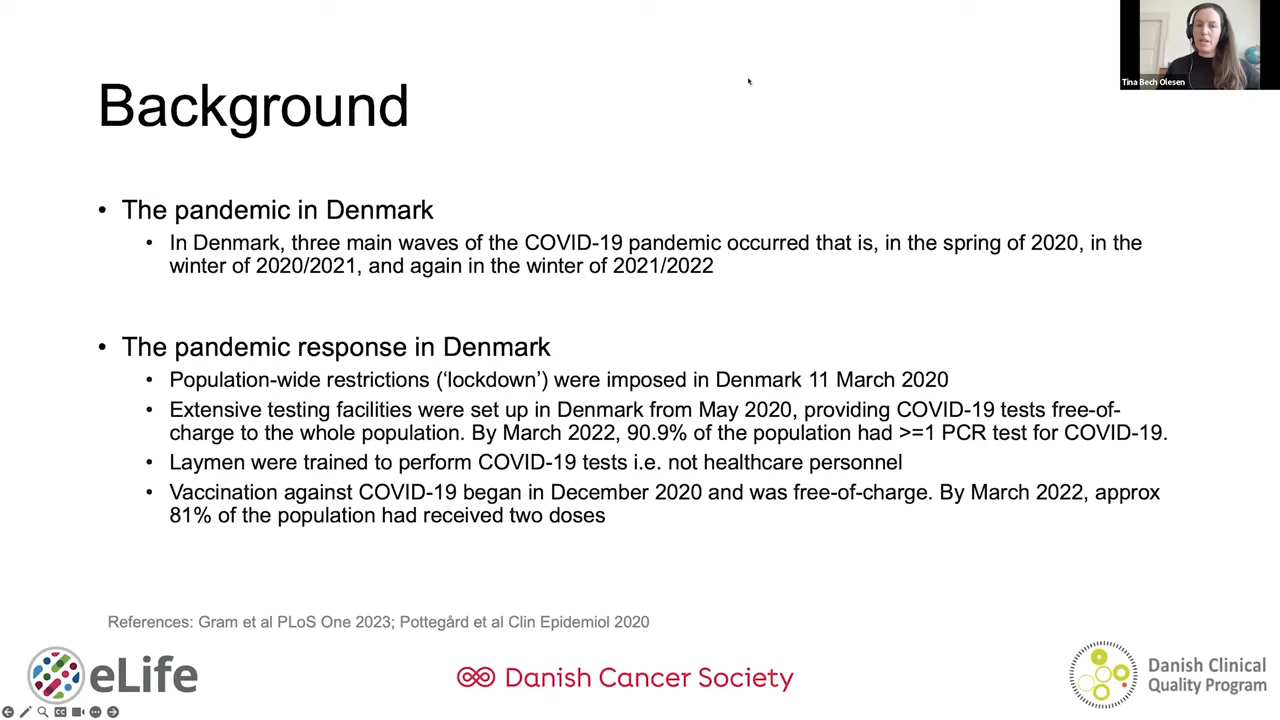 Tina Bech Olesen
Background
• The pandemic in Denmark
• In Denmark, three main waves of the COVID-19 pandemic occurred that is, in the spring of 2020, in the
winter of 2020/2021, and again in the winter of 2021/2022
• The pandemic response in Denmark
• Population-wide restrictions (‘lockdown’) were imposed in Denmark 11 March 2020
• Extensive testing facilities were set up in Denmark from May 2020, providing COVID-19 tests free-of-
charge to the whole population. By March 2022, 90.9% of the population had >=1 PCR test for COVID-19.
• Laymen were trained to perform COVID-19 tests i.e. not healthcare personnel
• Vaccination against COVID-19 began in December 2020 and was free-of-charge. By March 2022, approx
81% of the population had received two doses
References: Gram et al PLoS One 2023; Pottegård et al Clin Epidemiol 2020
eLife
Danish Cancer Society
Danish Clinical
Quality Program